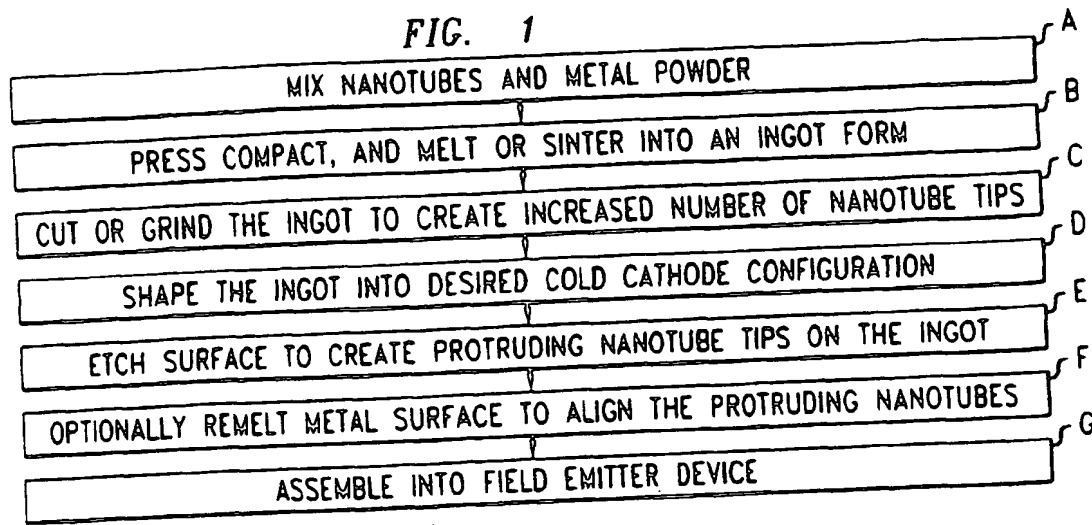 FIG. 1
A
MIX NANOTUBES AND METAL POWDER
B
PRESS COMPACT, AND MELT OR SINTER INTO AN INGOT FORM
C
CUT OR GRIND THE INGOT TO CREATE INCREASED NUMBER OF NANOTUBE TIPS
D
SHAPE THE INGOT INTO DESIRED COLD CATHODE CONFIGURATION
E
ETCH SURFACE TO CREATE PROTRUDING NANOTUBE TIPS ON THE INGOT
F
OPTIONALLY REMELT METAL SURFACE TO ALIGN THE PROTRUDING NANOTUBES
G
ASSEMBLE INTO FIELD EMITTER DEVICE